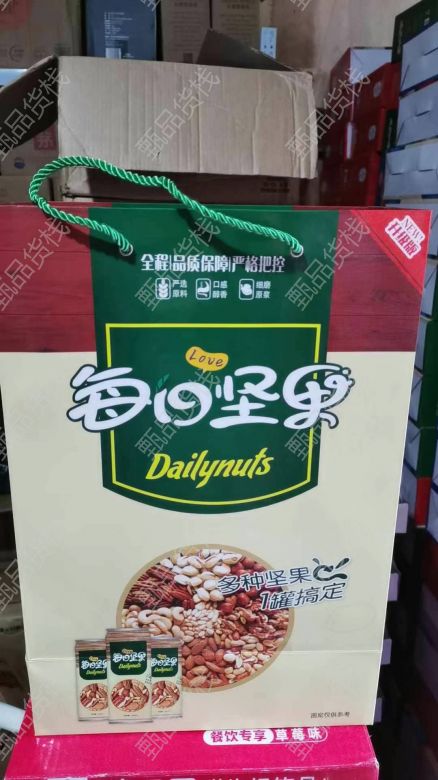 NEW
升级版
全程|品质保障|严格把控
严选原料
口感醇香
细磨原浆
Love
每日坚果
Dailynuts
多种坚果
1罐搞定
每日坚果
Dailynuts
图片仅供参考
餐饮专享 草莓味
甄品货栈